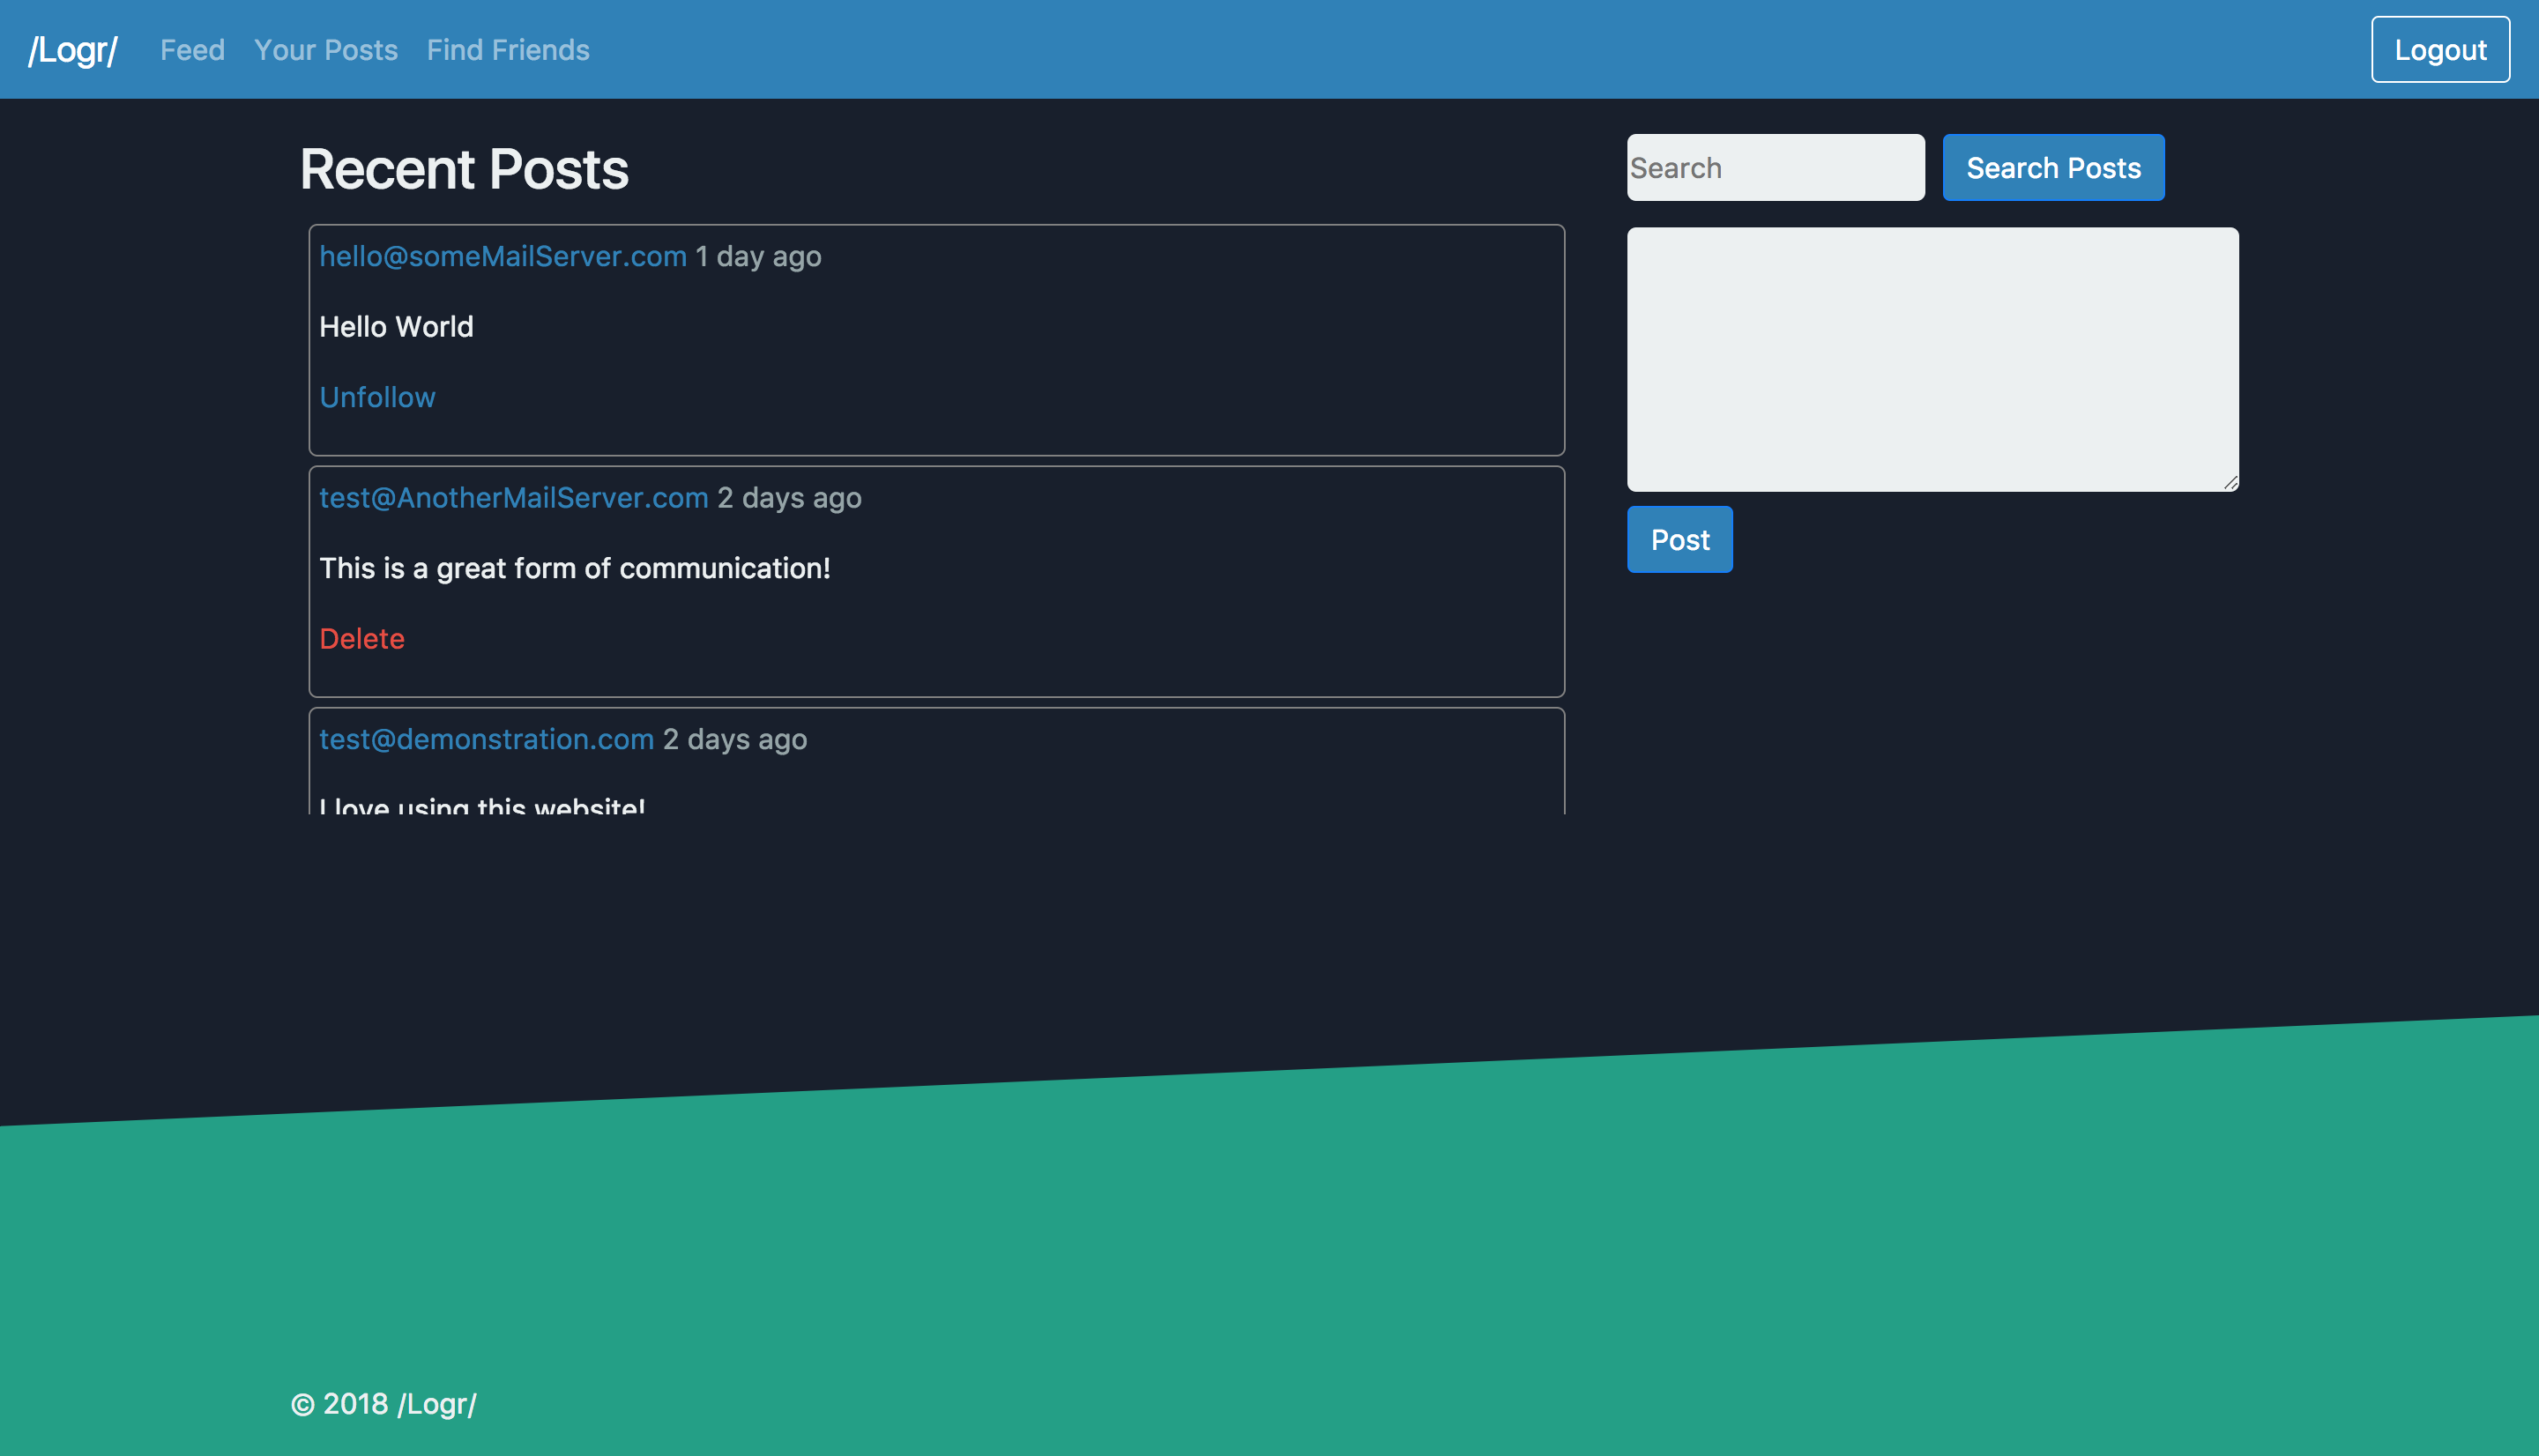 /Logr/ Feed Your Posts Find Friends Logout
Recent Posts
hello@someMailServer.com 1 day ago
Hello World
Unfollow
test@AnotherMailServer.com 2 days ago
This is a great form of communication!
Delete
test@demonstration.com 2 days ago
I love using this website!
Search Search Posts
Post
© 2018 /Logr/